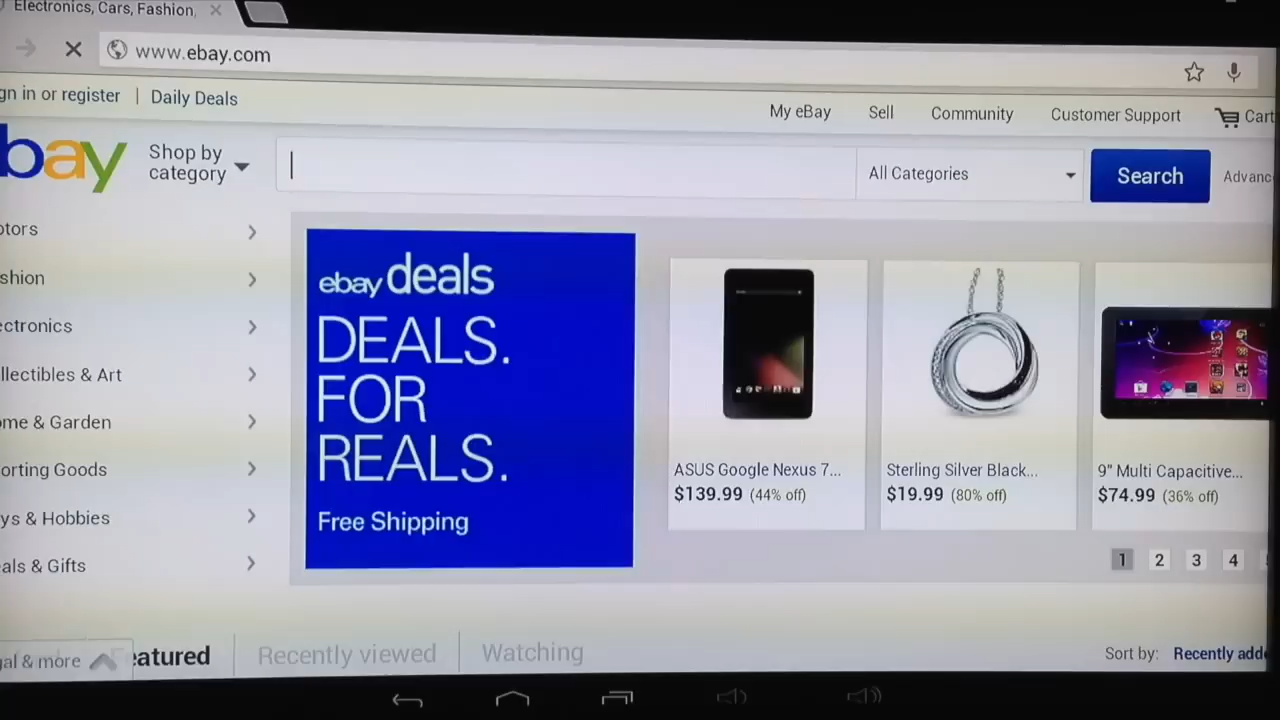 Electronics, Cars, Fashion,
www.ebay.com
gn in or register | Daily Deals
My eBay Sell Community Customer Support Cart
bay Shop by category
All Categories Search Advanc
otors
shion
ectronics
llectibles & Art
ome & Garden
orting Goods
ys & Hobbies
als & Gifts
ebay deals
DEALS.
FOR
REALS.
Free Shipping
ASUS Google Nexus 7...
$139.99 (44% off)
Sterling Silver Black...
$19.99 (80% off)
9" Multi Capacitive...
$74.99 (36% off)
1 2 3 4
gal & more
eatured Recently viewed Watching
Sort by: Recently adde